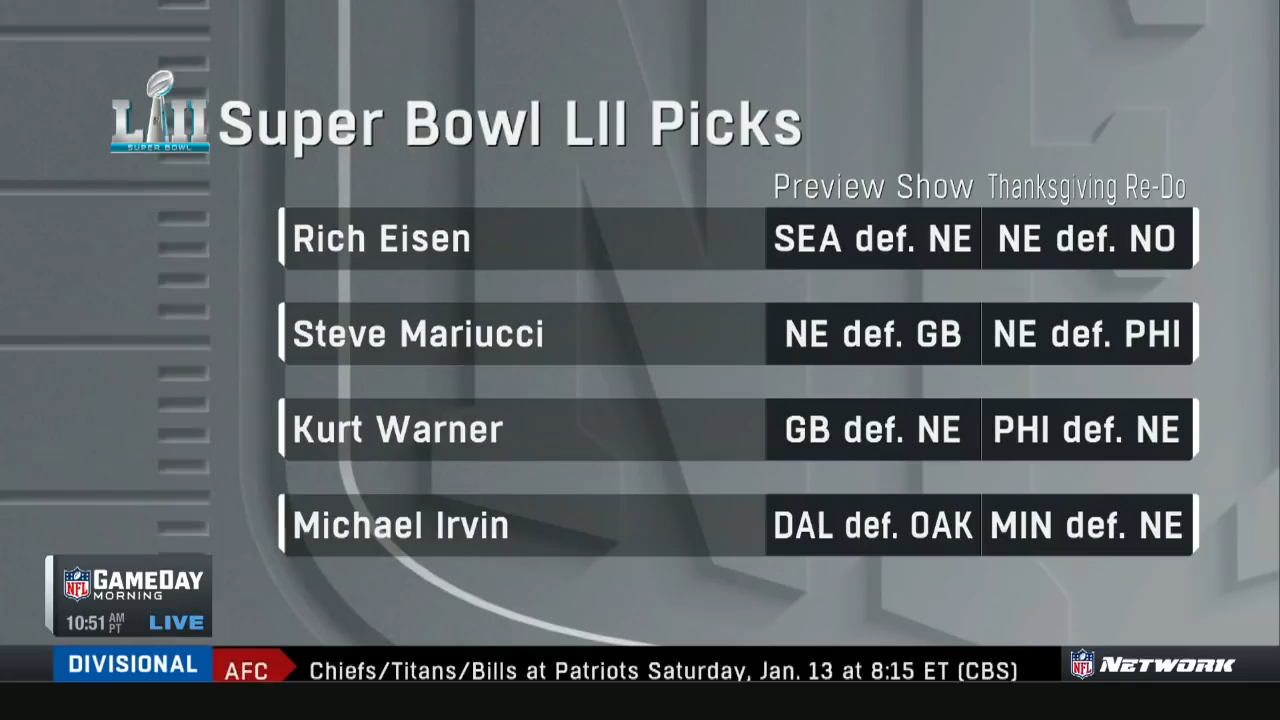 LII
SUPER BOWL
Super Bowl LII Picks
Preview Show Thanksgiving Re-Do
Rich Eisen SEA def. NE NE def. NO
Steve Mariucci NE def. GB NE def. PHI
Kurt Warner GB def. NE PHI def. NE
Michael Irvin DAL def. OAK MIN def. NE
NFL GAMEDAY
MORNING
10:51 AM PT LIVE
DIVISIONAL AFC Chiefs/Titans/Bills at Patriots Saturday, Jan. 13 at 8:15 ET (CBS) NFL NETWORK